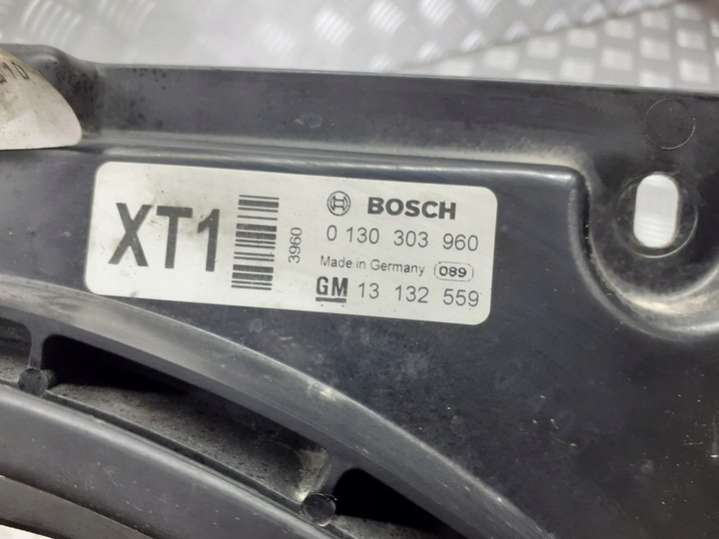 XT1
3960
BOSCH
0 130 303 960
Made in Germany 089
GM 13 132 559